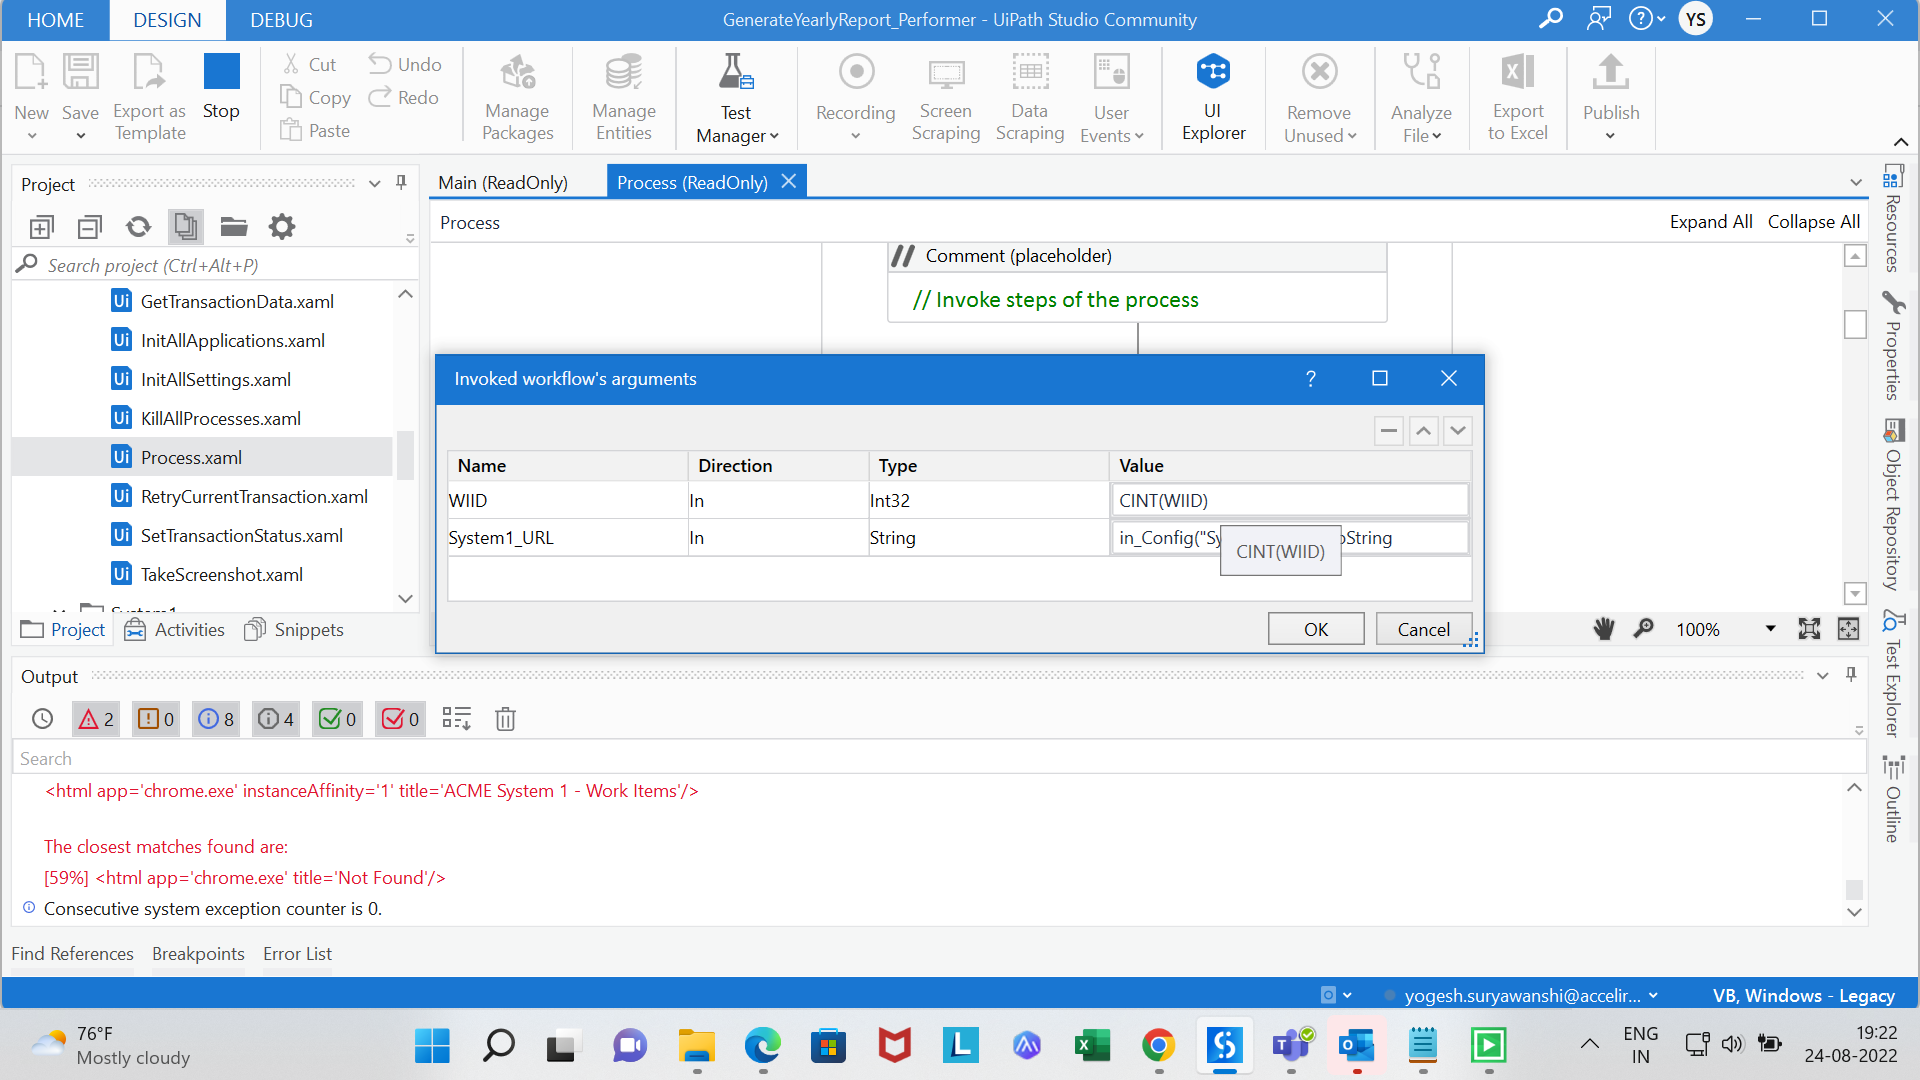 HOME DESIGN DEBUG GenerateYearlyReport_Performer - UiPath Studio Community YS
New Save Export as Template Stop Cut Copy Paste Undo Redo Manage Packages Manage Entities Test Manager Recording Screen Scraping Data Scraping User Events UI Explorer Remove Unused Analyze File Export to Excel Publish
Project
Main (ReadOnly) Process (ReadOnly)
Process Expand All Collapse All
Search project (Ctrl+Alt+P)
GetTransactionData.xaml
InitAllApplications.xaml
InitAllSettings.xaml
KillAllProcesses.xaml
Process.xaml
RetryCurrentTransaction.xaml
SetTransactionStatus.xaml
TakeScreenshot.xaml
System1
Project Activities Snippets
Comment (placeholder)
// Invoke steps of the process
Invoked workflow's arguments ?
Name Direction Type Value
WIID In Int32 CINT(WIID)
System1_URL In String in_Config("Sy oString
CINT(WIID)
OK Cancel
100%
Resources
Properties
Object Repository
Test Explorer
Outline
Output
2 0 8 4 0 0
Search
<html app='chrome.exe' instanceAffinity='1' title='ACME System 1 - Work Items'/>
The closest matches found are:
[59%] <html app='chrome.exe' title='Not Found'/>
Consecutive system exception counter is 0.
Find References Breakpoints Error List
yogesh.suryawanshi@accelir... VB, Windows - Legacy
76°F
Mostly cloudy
ENG
IN
19:22
24-08-2022